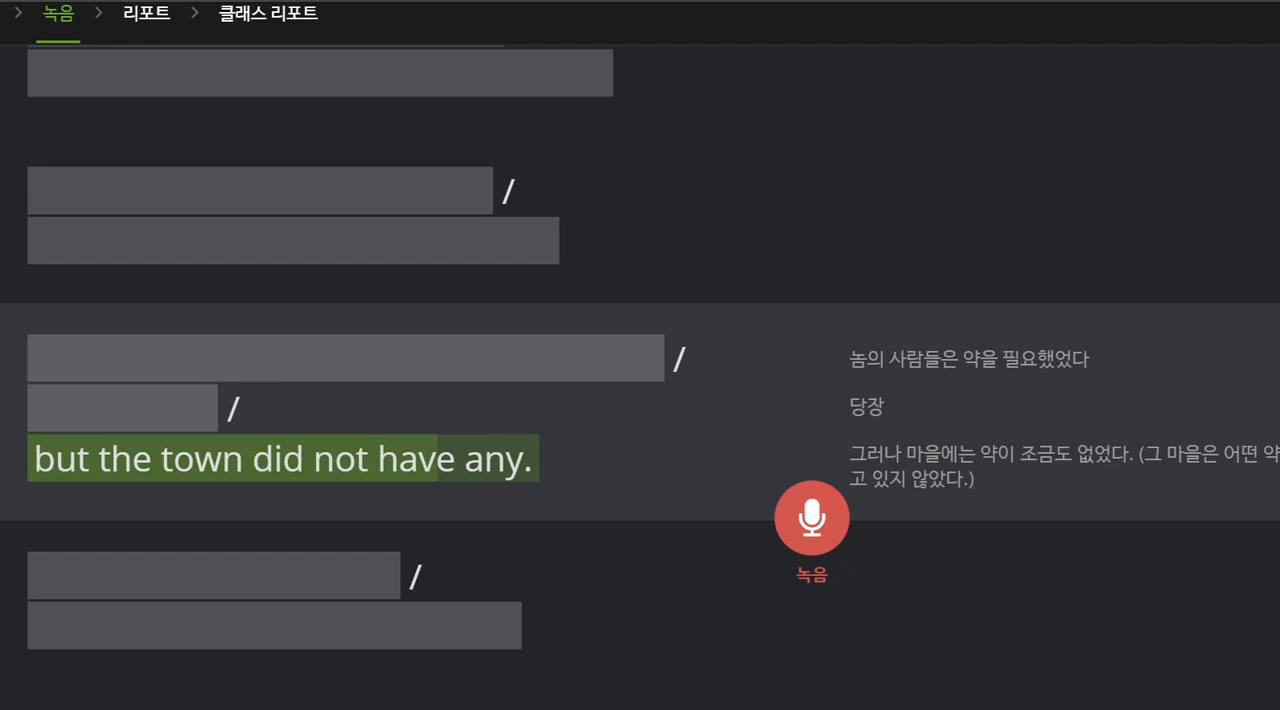 > 녹음 > 리포트 > 클래스 리포트
/
/
놈의 사람들은 약을 필요했었다
/
당장
but the town did not have any.
그러나 마을에는 약이 조금도 없었다. (그 마을은 어떤 약
고 있지 않았다.)
녹음
/